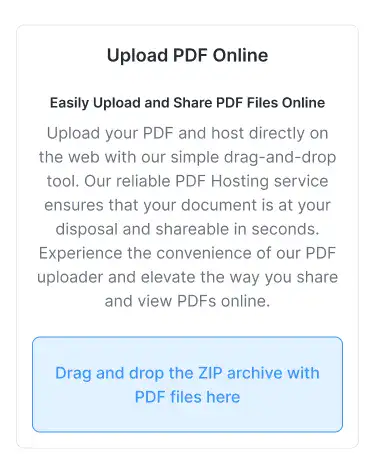 Upload PDF Online
Easily Upload and Share PDF Files Online
Upload your PDF and host directly on
the web with our simple drag-and-drop
tool. Our reliable PDF Hosting service
ensures that your document is at your
disposal and shareable in seconds.
Experience the convenience of our PDF
uploader and elevate the way you share
and view PDFs online.
Drag and drop the ZIP archive with
PDF files here